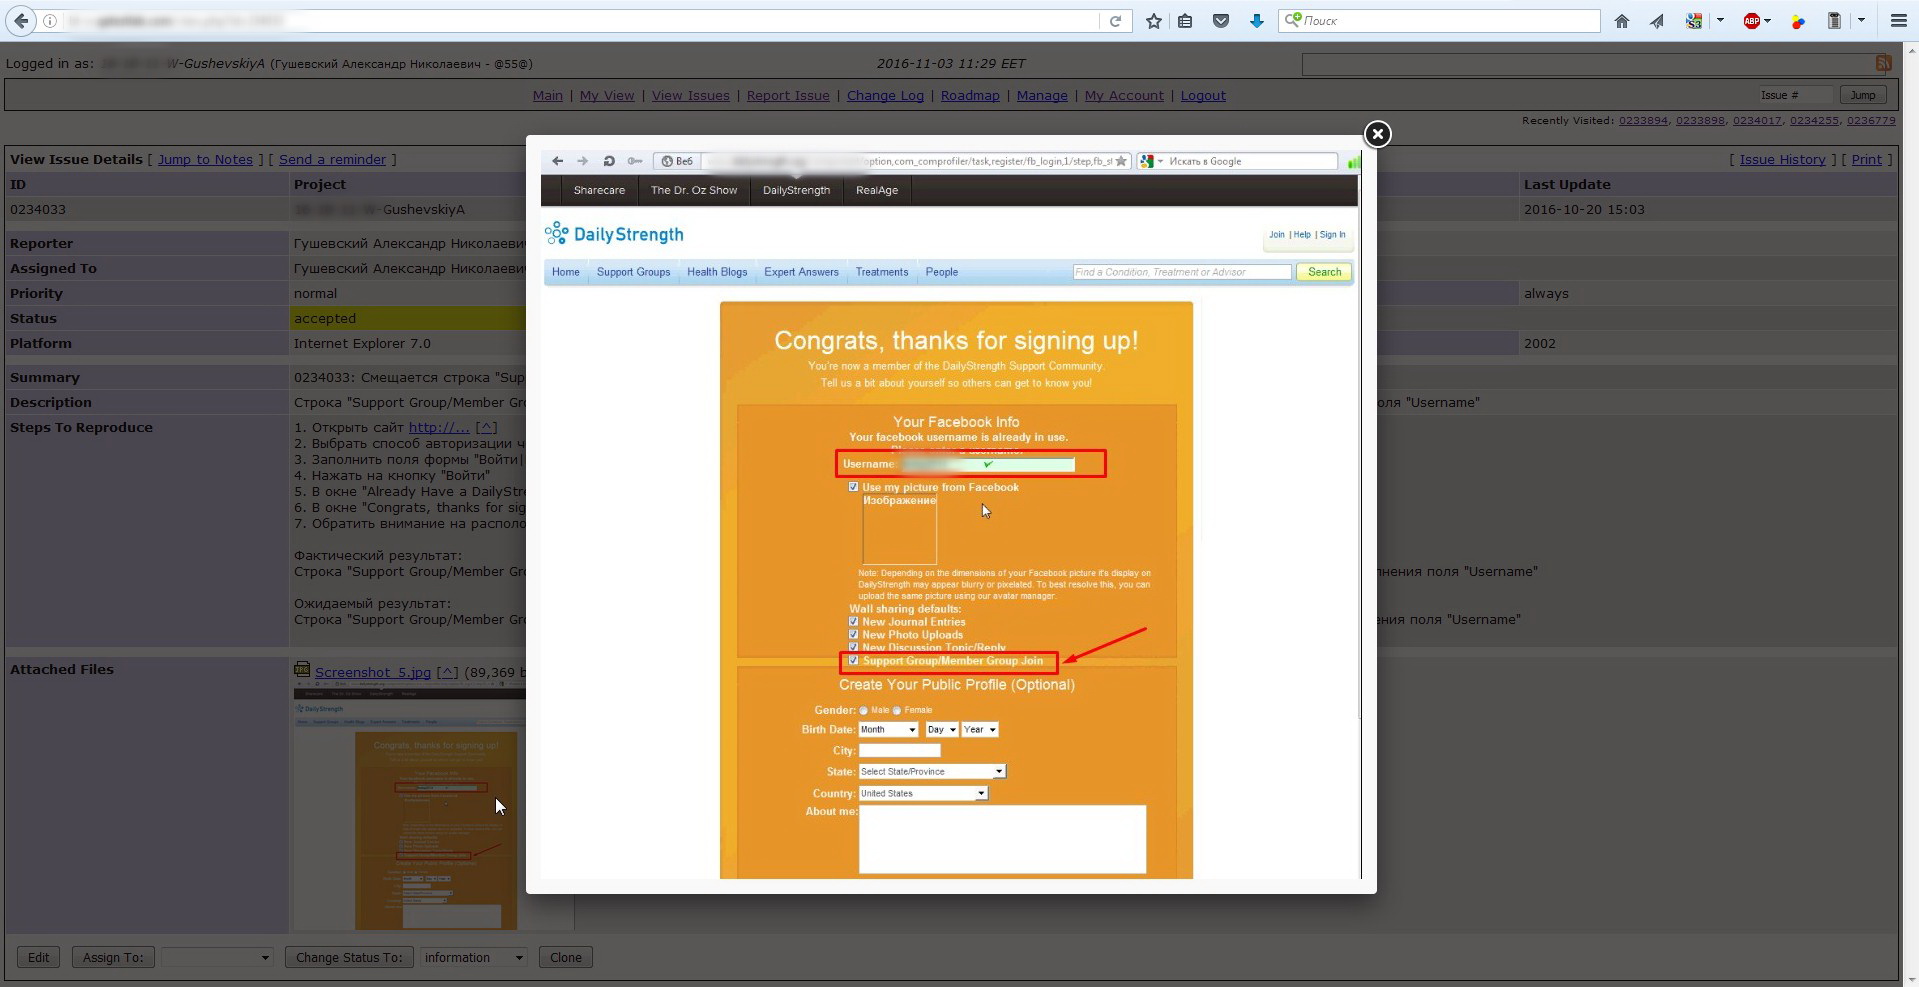 Поиск
Logged in as: W-GushevskiyA (Гушевский Александр Николаевич - @55@)
2016-11-03 11:29 EET
Main | My View | View Issues | Report Issue | Change Log | Roadmap | Manage | My Account | Logout
Issue # Jump
Recently Visited: 0233894, 0233898, 0234017, 0234255, 0236779
View Issue Details [ Jump to Notes ] [ Send a reminder ]
[ Issue History ] [ Print ]
ID Project Last Update
0234033 GushevskiyA 2016-10-20 15:03
Reporter Гушевский Александр Николаевич
Assigned To Гушевский Александр Николаевич
Priority normal always
Status accepted
Platform Internet Explorer 7.0 2002
Summary 0234033: Смещается строка "Sup
Description Строка "Support Group/Member Gr оля "Username"
Steps To Reproduce 1. Открыть сайт http://... [^]
2. Выбрать способ авторизации ч
3. Заполнить поля формы "Войти|
4. Нажать на кнопку "Войти"
5. В окне "Already Have a DailyStre
6. В окне "Congrats, thanks for sig
7. Обратить внимание на распол
Фактический результат:
Строка "Support Group/Member Gr нения поля "Username"
Ожидаемый результат:
Строка "Support Group/Member Gr ния поля "Username"
Attached Files Screenshot_5.jpg [^] (89,369 b
Edit Assign To: Change Status To: information Clone
Веб option,com_comprofiler/task,register/fb_login,1/step,fb_s
Искать в Google
Sharecare The Dr. Oz Show DailyStrength RealAge
DailyStrength
Join | Help | Sign In
Home Support Groups Health Blogs Expert Answers Treatments People
Find a Condition, Treatment or Advisor Search
Congrats, thanks for signing up!
You're now a member of the DailyStrength Support Community.
Tell us a bit about yourself so others can get to know you!
Your Facebook Info
Your facebook username is already in use.
Please enter a username.
Username:
Use my picture from Facebook
Изображение
Note: Depending on the dimensions of your Facebook picture it's display on
DailyStrength may appear blurry or pixelated. To best resolve this, you can
upload the same picture using our avatar manager.
Wall sharing defaults:
New Journal Entries
New Photo Uploads
New Discussion Topic/Reply
Support Group/Member Group Join
Create Your Public Profile (Optional)
Gender: Male Female
Birth Date: Month Day Year
City:
State: Select State/Province
Country: United States
About me: